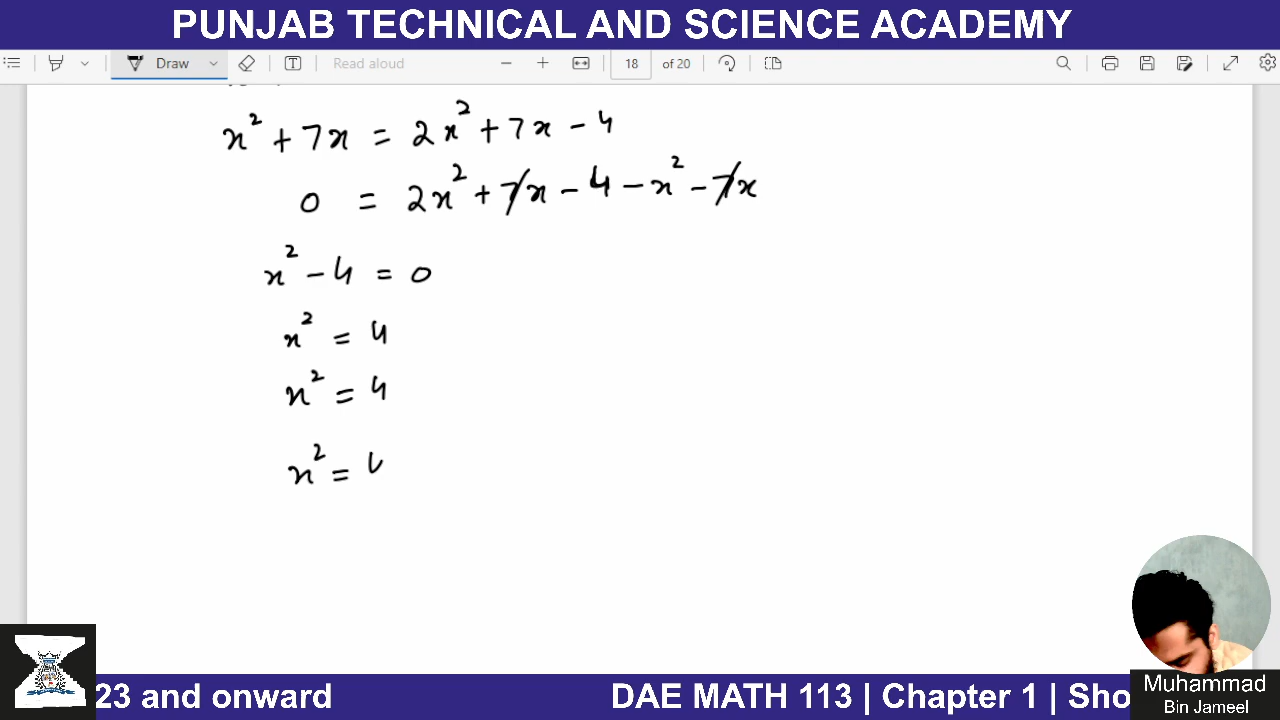 PUNJAB TECHNICAL AND SCIENCE ACADEMY
Draw
Read aloud
18 of 20
x² + 7x = 2x² + 7x - 4
0 = 2x² + 7x - 4 - x² - 7x
x² - 4 = 0
x² = 4
x² = 4
x² =
23 and onward
DAE MATH 113 | Chapter 1 | Sho
Muhammad
Bin Jameel